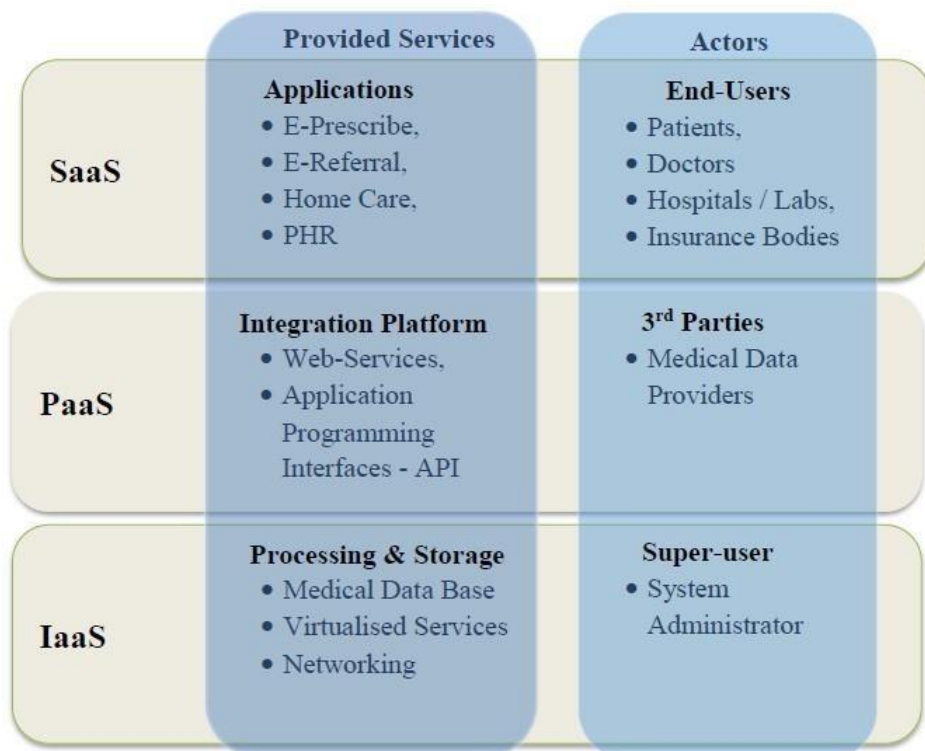 Provided Services
Actors
SaaS
Applications
• E-Prescribe,
• E-Referral,
• Home Care,
• PHR
End-Users
• Patients,
• Doctors
• Hospitals / Labs,
• Insurance Bodies
PaaS
Integration Platform
• Web-Services,
• Application
Programming
Interfaces - API
3rd Parties
• Medical Data
Providers
IaaS
Processing & Storage
• Medical Data Base
• Virtualised Services
• Networking
Super-user
• System
Administrator